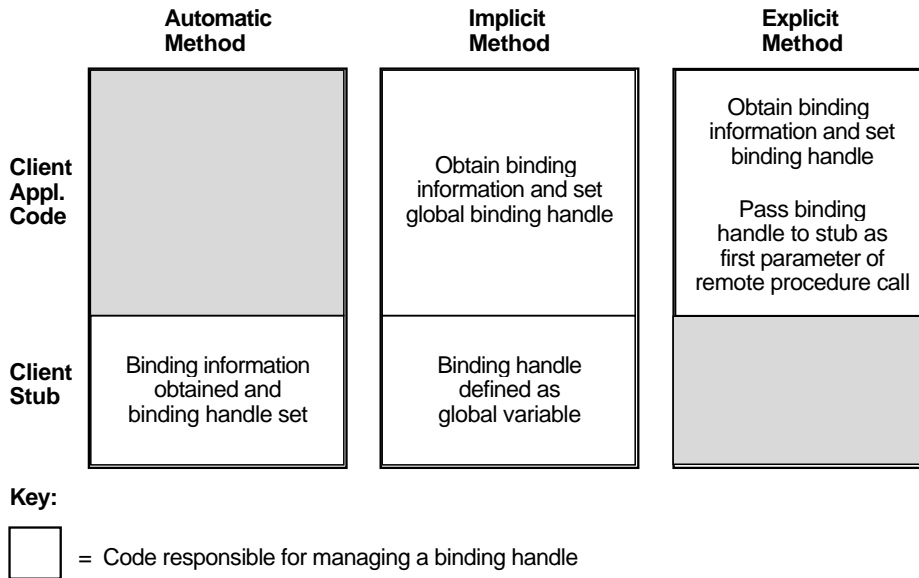 Automatic
Method
Implicit
Method
Explicit
Method
Client
Appl.
Code
Obtain binding
information and set
global binding handle
Obtain binding
information and set
binding handle
Pass binding
handle to stub as
first parameter of
remote procedure call
Client
Stub
Binding information
obtained and
binding handle set
Binding handle
defined as
global variable
Key:
= Code responsible for managing a binding handle